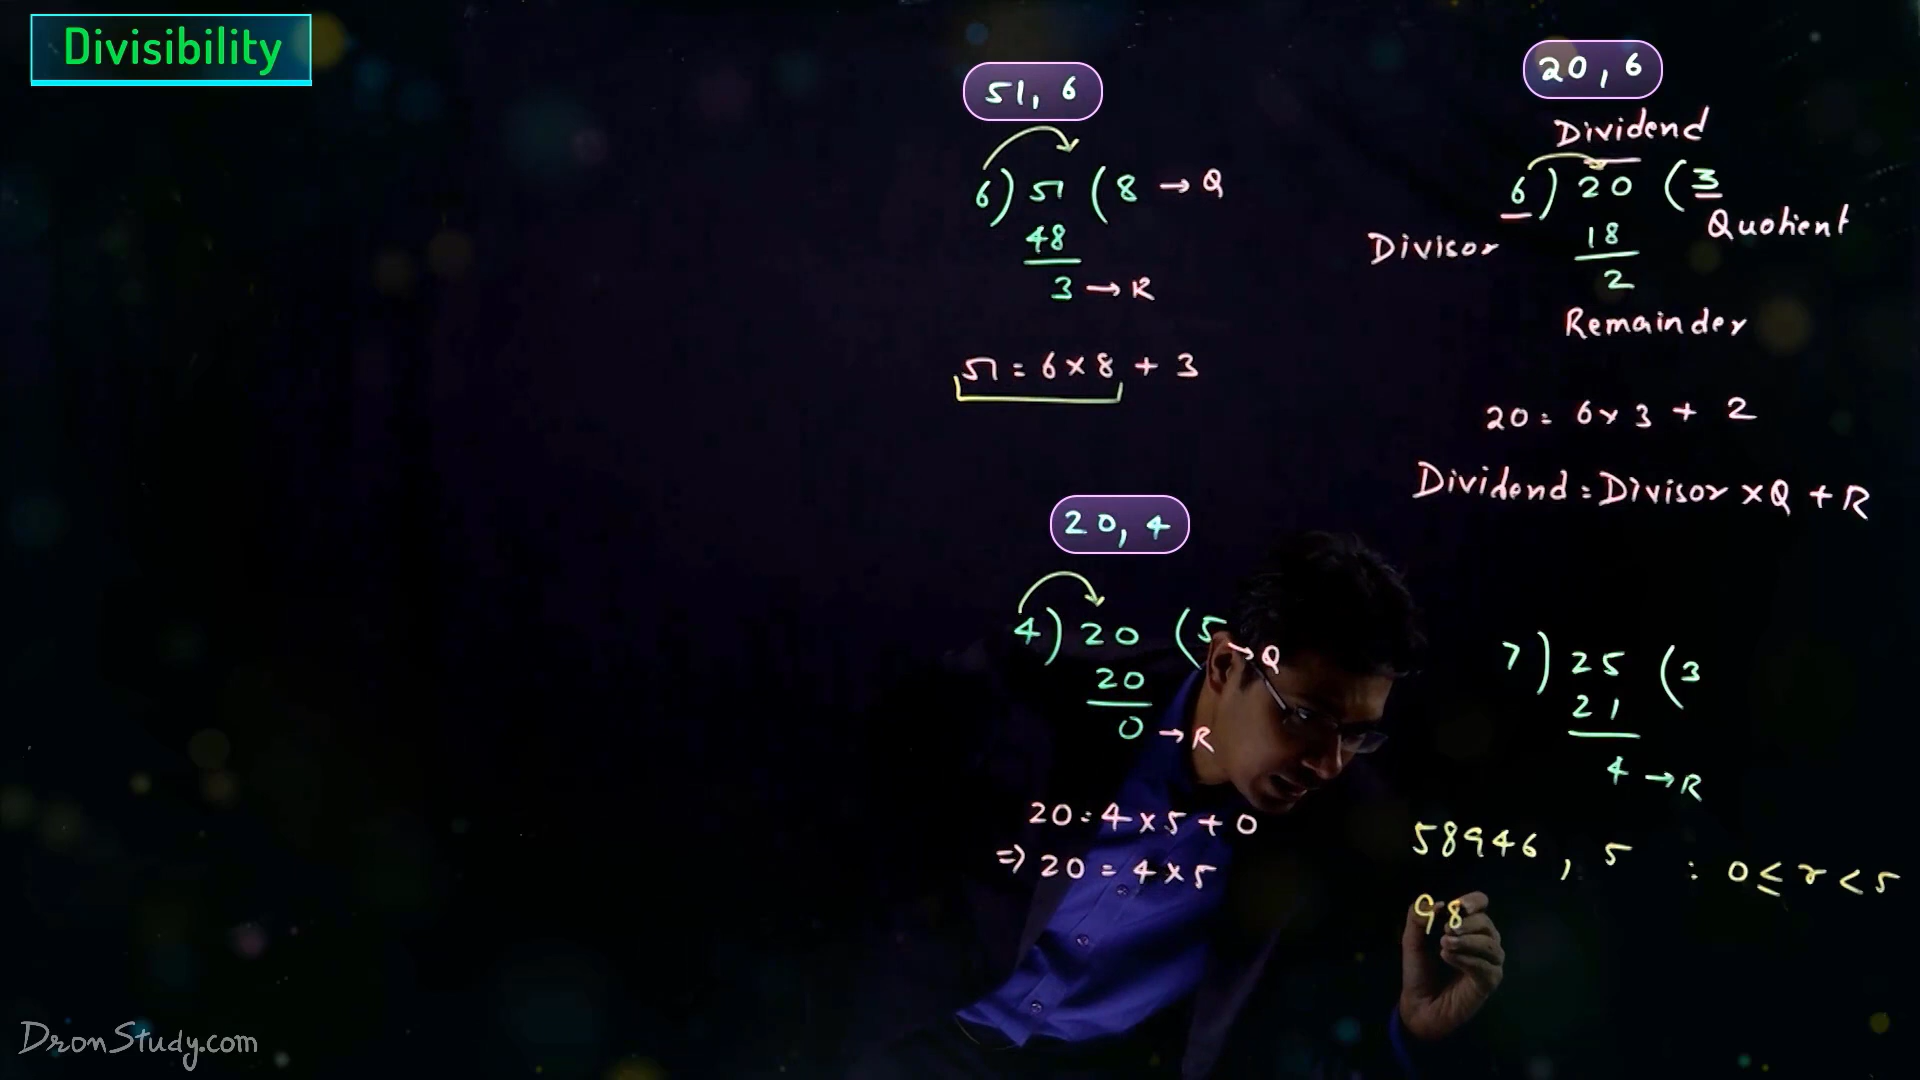 Divisibility
51, 6
6) 51 (8 → Q
48
3 → R
51 = 6 × 8 + 3
20, 6
Dividend
6) 20 (3
Quotient
Divisor
18
2
Remainder
20 = 6 × 3 + 2
Dividend = Divisor × Q + R
20, 4
4) 20 (5 → Q
20
0 → R
20 = 4 × 5 + 0
⇒ 20 = 4 × 5
7) 25 (3
21
4 → R
58946, 5 : 0 ≤ r < 5
98
DronStudy.com